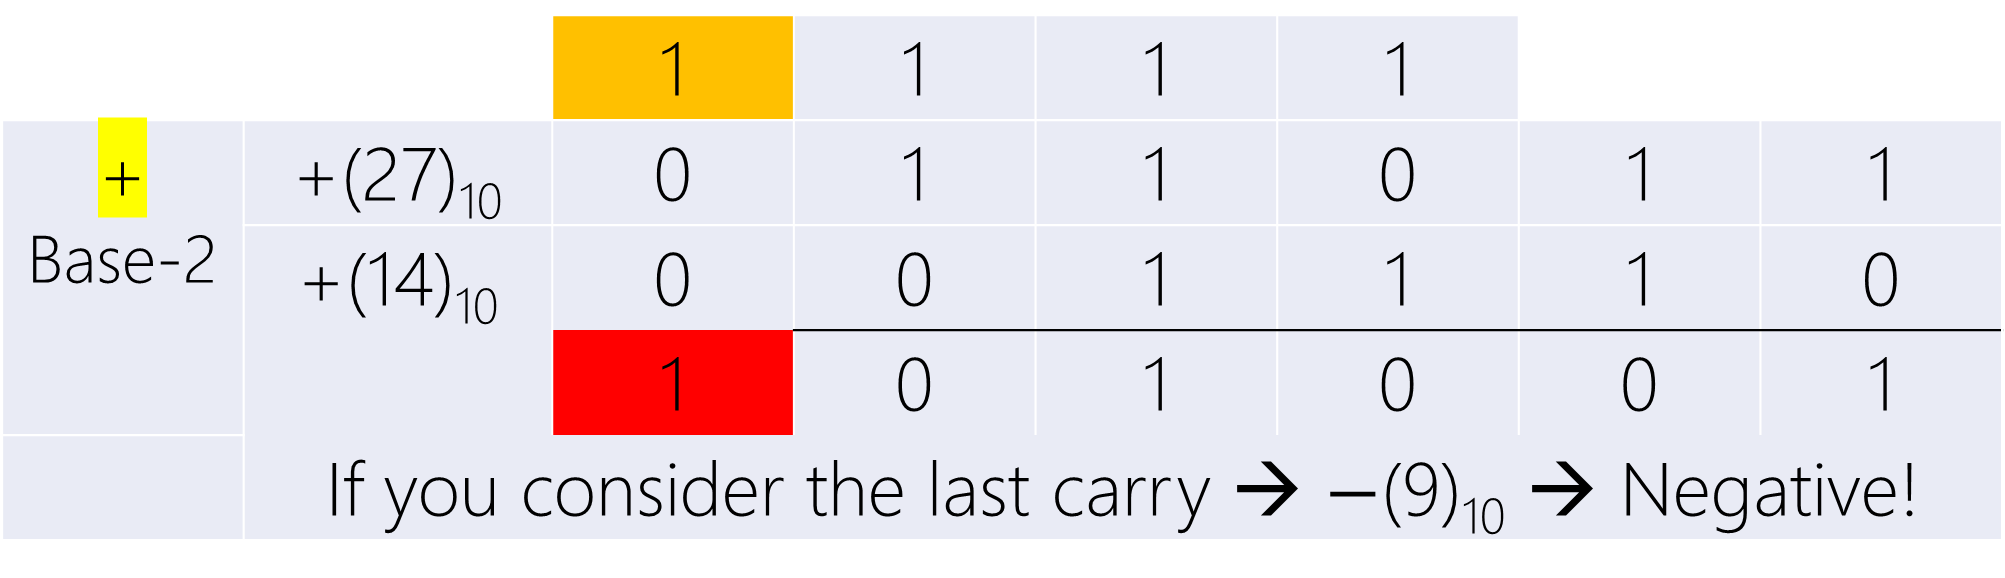 1 1 1 1
+ +(27)10 0 1 1 0 1 1
Base-2 +(14)10 0 0 1 1 1 0
1 0 1 0 0 1
If you consider the last carry → −(9)10 → Negative!